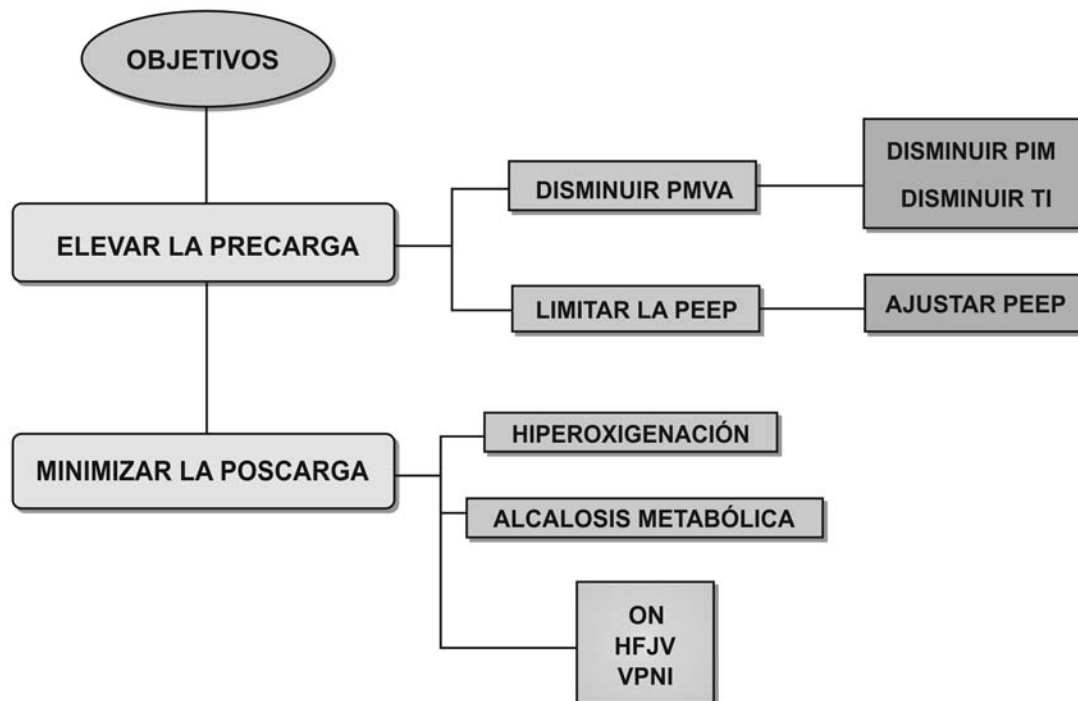 OBJETIVOS
ELEVAR LA PRECARGA
DISMINUIR PMVA
DISMINUIR PIM
DISMINUIR TI
LIMITAR LA PEEP
AJUSTAR PEEP
MINIMIZAR LA POSCARGA
HIPEROXIGENACIÓN
ALCALOSIS METABÓLICA
ON
HFJV
VPNI